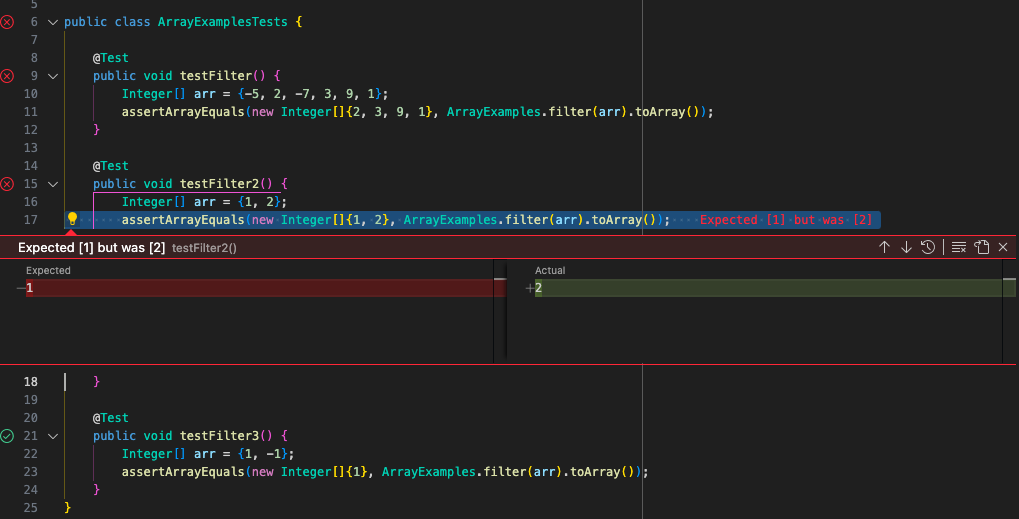 5
6 public class ArrayExamplesTests {
7
8 @Test
9 public void testFilter() {
10 Integer[] arr = {-5, 2, -7, 3, 9, 1};
11 assertArrayEquals(new Integer[]{2, 3, 9, 1}, ArrayExamples.filter(arr).toArray());
12 }
13
14 @Test
15 public void testFilter2() {
16 Integer[] arr = {1, 2};
17 assertArrayEquals(new Integer[]{1, 2}, ArrayExamples.filter(arr).toArray()); Expected [1] but was [2]
Expected [1] but was [2] testFilter2()
Expected Actual
−1 +2
18 }
19
20 @Test
21 public void testFilter3() {
22 Integer[] arr = {1, -1};
23 assertArrayEquals(new Integer[]{1}, ArrayExamples.filter(arr).toArray());
24 }
25 }